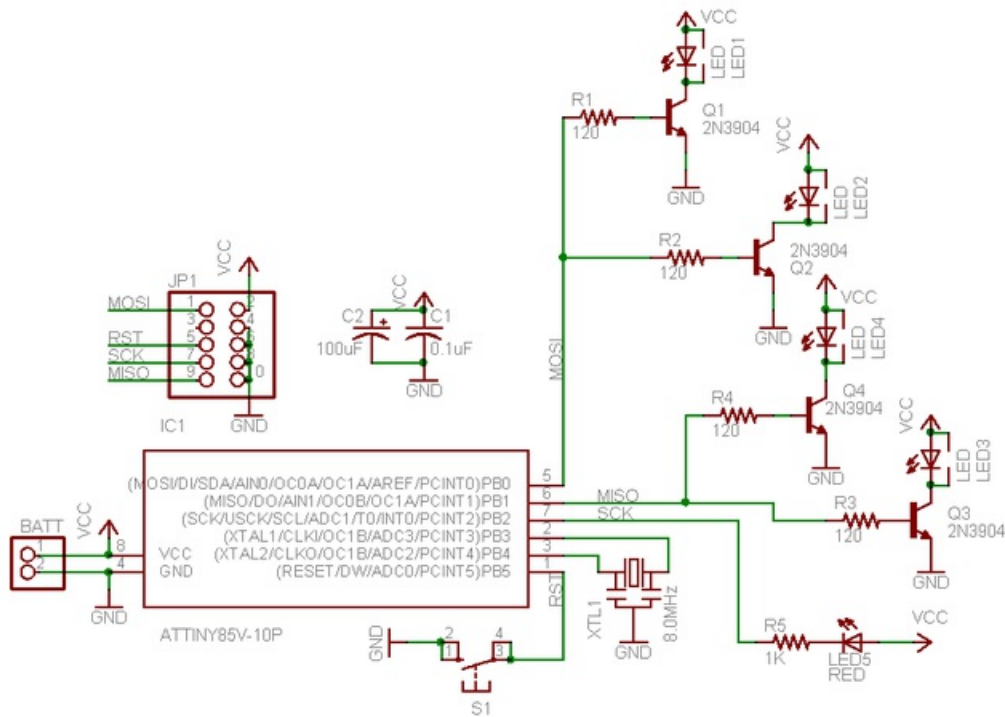 VCC
LED
LED1
R1
120
Q1
2N3904
GND
VCC
LED
LED2
R2
120
2N3904
Q2
GND
VCC
LED
LED4
R4
120
Q4
2N3904
GND
VCC
LED
LED3
R3
120
Q3
2N3904
GND
VCC
JP1
MOSI
1
2
3
4
RST
5
6
SCK
7
8
MISO
9
0
GND
VCC
C2
C1
100uF
0.1uF
GND
MOSI
IC1
(MOSI/DI/SDA/AIN0/OC0A/OC1A/AREF/PCINT0)PB0
5
(MISO/DO/AIN1/OC0B/OC1A/PCINT1)PB1
6
MISO
(SCK/USCK/SCL/ADC1/T0/INT0/PCINT2)PB2
7
SCK
(XTAL1/CLKI/OC1B/ADC3/PCINT3)PB3
2
(XTAL2/CLKO/OC1B/ADC2/PCINT4)PB4
3
(RESET/DW/ADC0/PCINT5)PB5
1
RST
BATT
1
2
VCC
8
VCC
4
GND
GND
ATTINY85V-10P
XTL1
8.0MHz
GND
GND
2
1
4
3
S1
R5
1K
LED5
RED
VCC